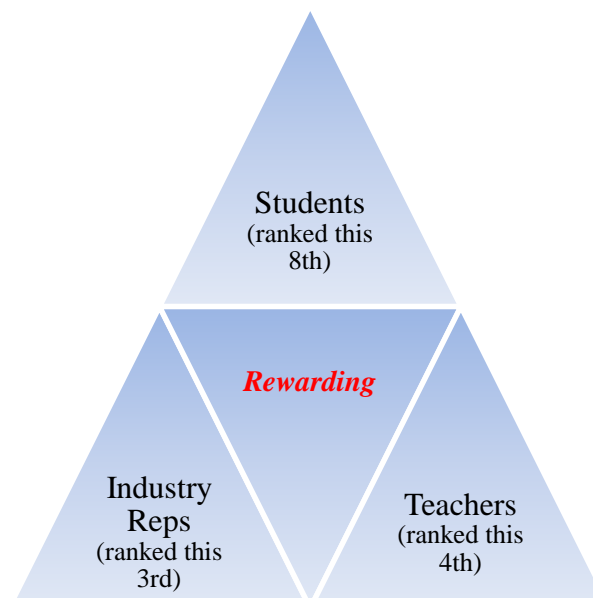 Students
(ranked this
8th)
Rewarding
Industry
Reps
(ranked this
3rd)
Teachers
(ranked this
4th)